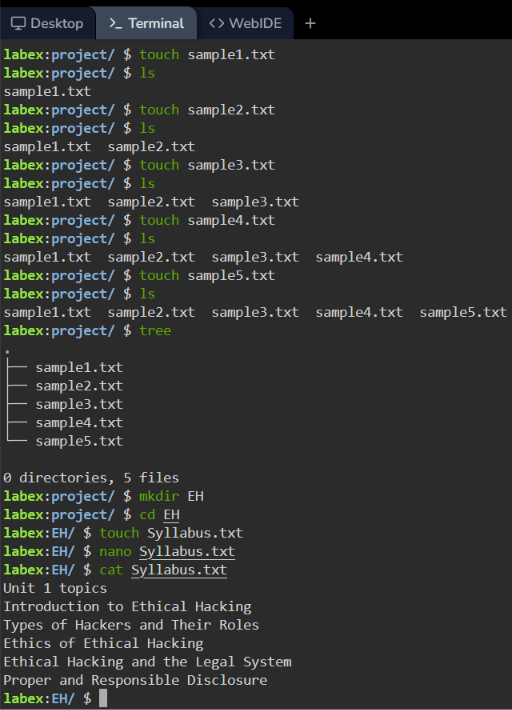 Desktop >_ Terminal <> WebIDE +
labex:project/ $ touch sample1.txt
labex:project/ $ ls
sample1.txt
labex:project/ $ touch sample2.txt
labex:project/ $ ls
sample1.txt  sample2.txt
labex:project/ $ touch sample3.txt
labex:project/ $ ls
sample1.txt  sample2.txt  sample3.txt
labex:project/ $ touch sample4.txt
labex:project/ $ ls
sample1.txt  sample2.txt  sample3.txt  sample4.txt
labex:project/ $ touch sample5.txt
labex:project/ $ ls
sample1.txt  sample2.txt  sample3.txt  sample4.txt  sample5.txt
labex:project/ $ tree
.
├── sample1.txt
├── sample2.txt
├── sample3.txt
├── sample4.txt
└── sample5.txt
0 directories, 5 files
labex:project/ $ mkdir EH
labex:project/ $ cd EH
labex:EH/ $ touch Syllabus.txt
labex:EH/ $ nano Syllabus.txt
labex:EH/ $ cat Syllabus.txt
Unit 1 topics
Introduction to Ethical Hacking
Types of Hackers and Their Roles
Ethics of Ethical Hacking
Ethical Hacking and the Legal System
Proper and Responsible Disclosure
labex:EH/ $